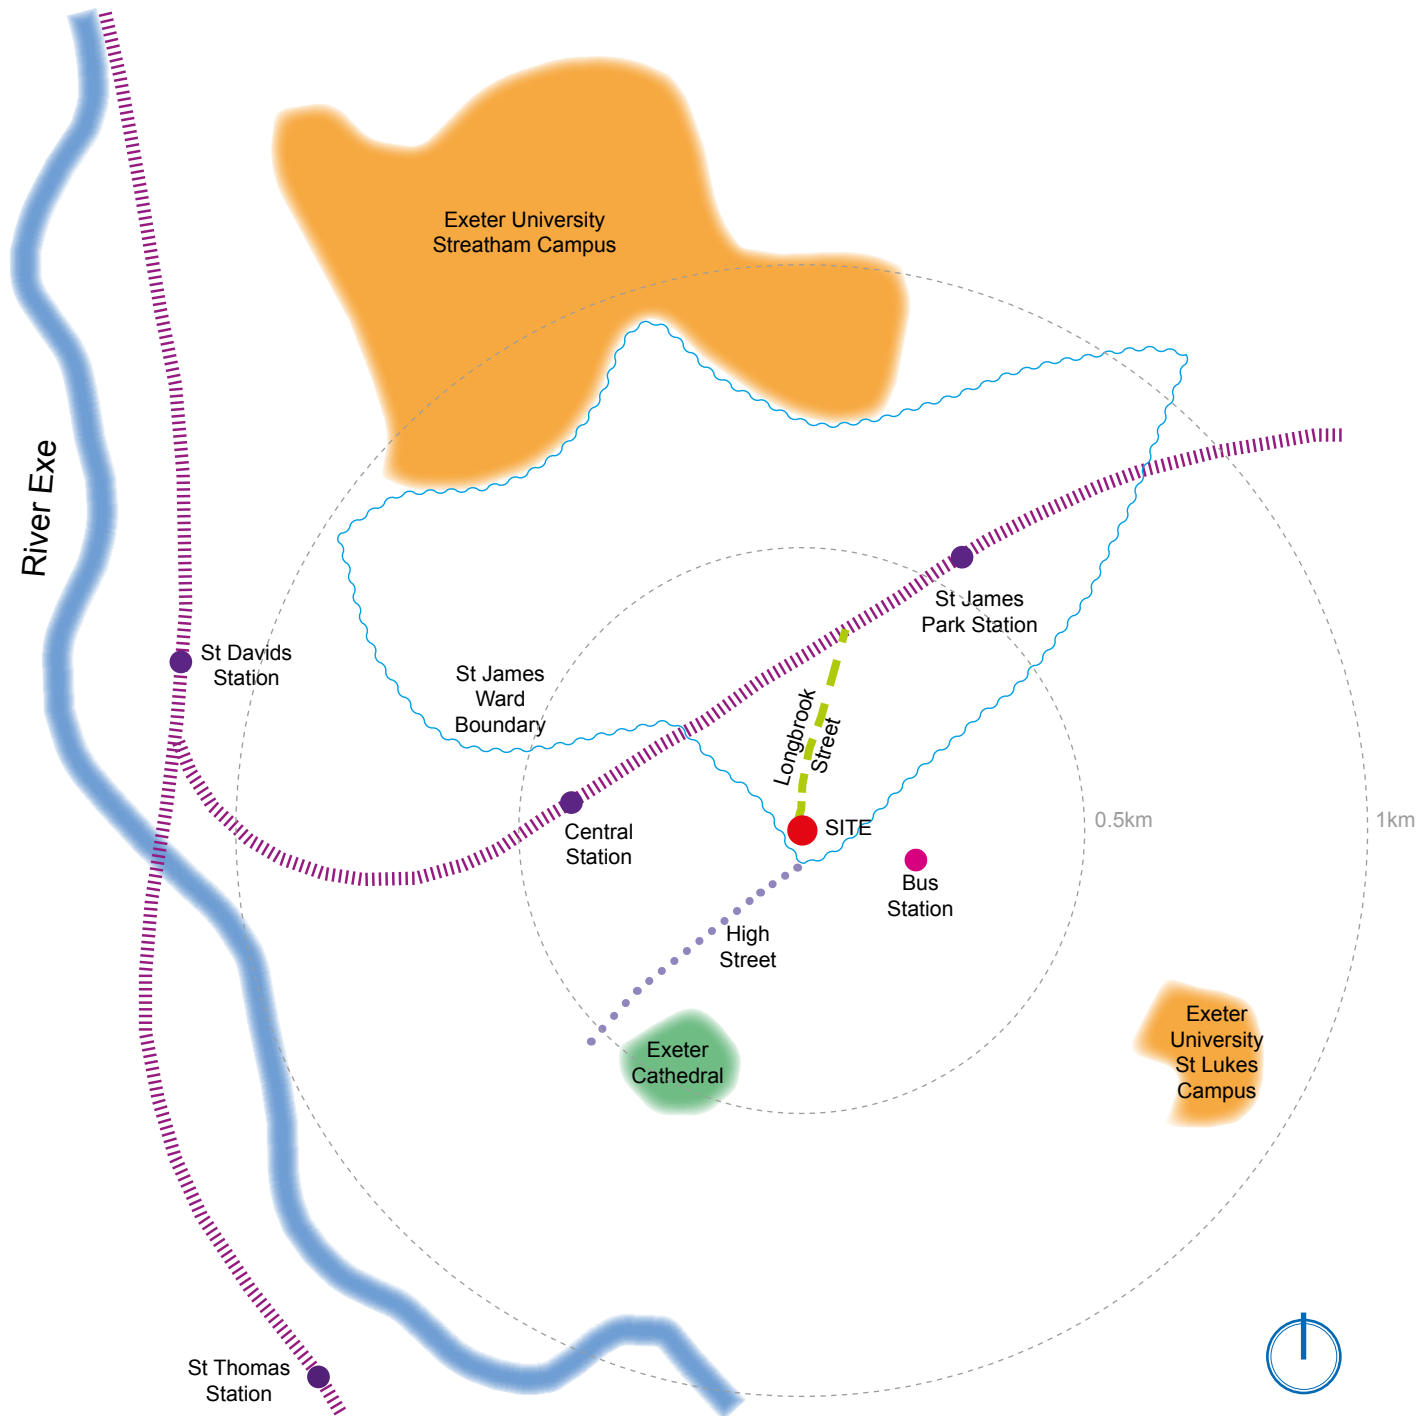 Exeter University
Streatham Campus
River Exe
St James
Park Station
St Davids
Station
St James
Ward
Boundary
Longbrook
Street
0.5km
1km
SITE
Central
Station
Bus
Station
High
Street
Exeter
University
St Lukes
Campus
Exeter
Cathedral
St Thomas
Station